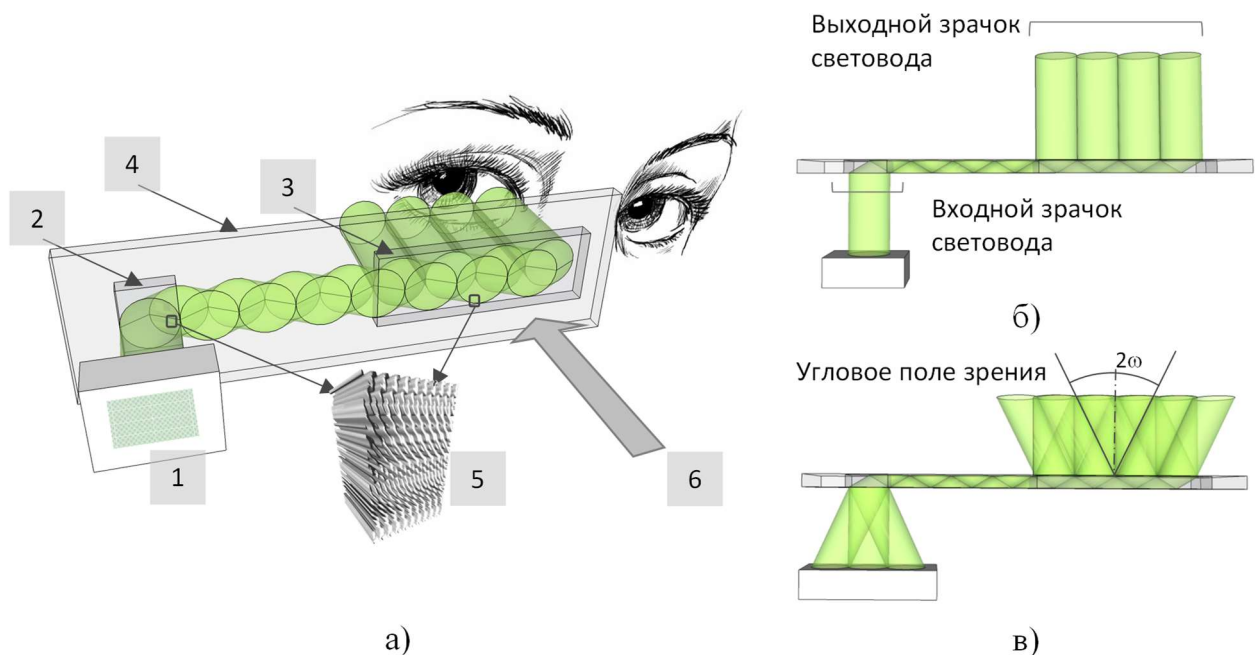 4
2
3
1
5
6
а)
Выходной зрачок
световода
Входной зрачок
световода
б)
Угловое поле зрения
2ω
в)